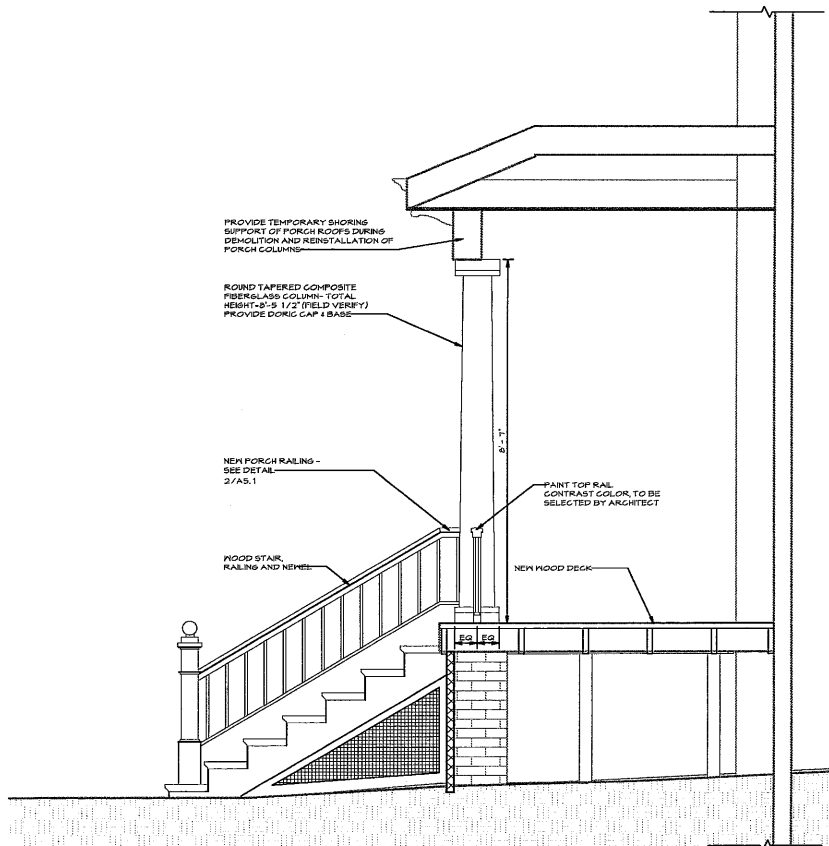 PROVIDE TEMPORARY SHORING
SUPPORT OF PORCH ROOFS DURING
DEMOLITION AND REINSTALLATION OF
PORCH COLUMNS
ROUND TAPERED COMPOSITE
FIBERGLASS COLUMN- TOTAL
HEIGHT=8'-5 1/2" (FIELD VERIFY)
PROVIDE DORIC CAP & BASE
8' - 7"
NEW PORCH RAILING -
SEE DETAIL
2/A5.1
PAINT TOP RAIL
CONTRAST COLOR, TO BE
SELECTED BY ARCHITECT
WOOD STAIR,
RAILING AND NEWEL
NEW WOOD DECK
EQ EQ